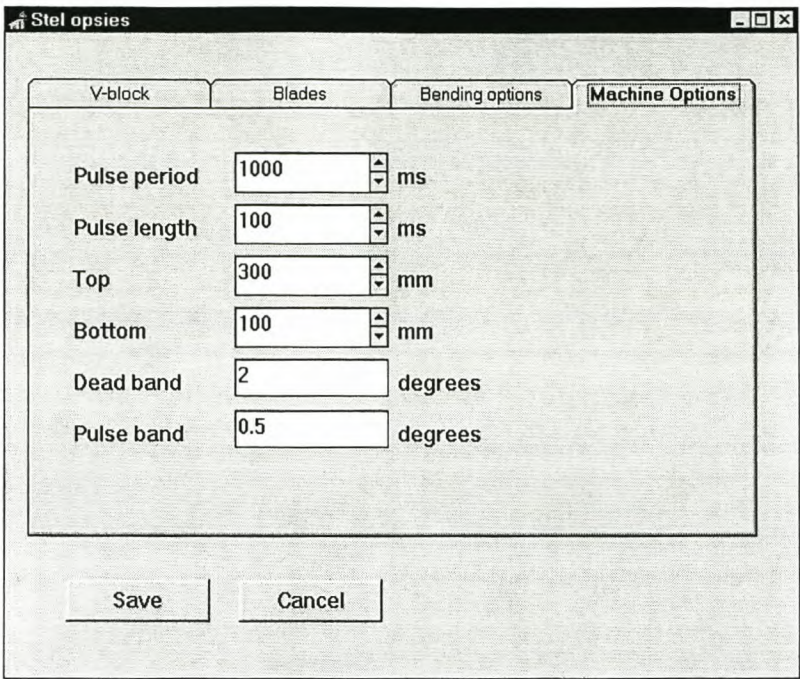 Stel opsies
V-block Blades Bending options Machine Options
Pulse period 1000 ms
Pulse length 100 ms
Top 300 mm
Bottom 100 mm
Dead band 2 degrees
Pulse band 0.5 degrees
Save Cancel